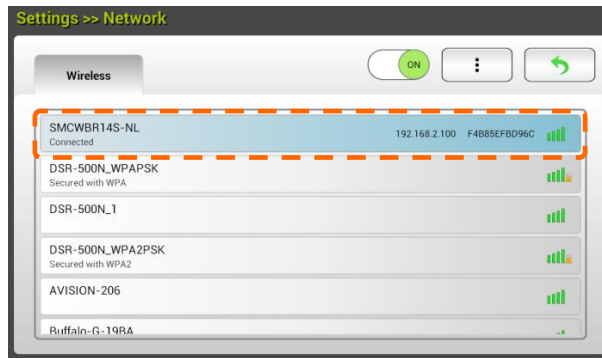 Settings >> Network
Wireless
ON
SMCWBR14S-NL
Connected
192.168.2.100 F4B85EFBD96C
DSR-500N_WPAPSK
Secured with WPA
DSR-500N_1
DSR-500N_WPA2PSK
Secured with WPA2
AVISION-206
Buffalo-G-19BA